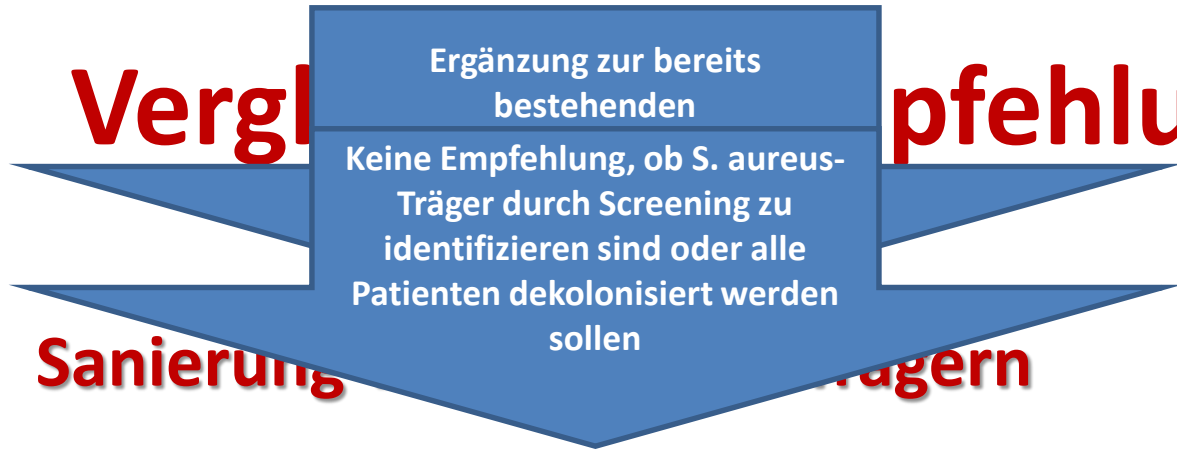 Ergänzung zur bereits
bestehenden
Vergl pfehlu
Keine Empfehlung, ob S. aureus-
Träger durch Screening zu
identifizieren sind oder alle
Patienten dekolonisiert werden
sollen
Sanierung rägern